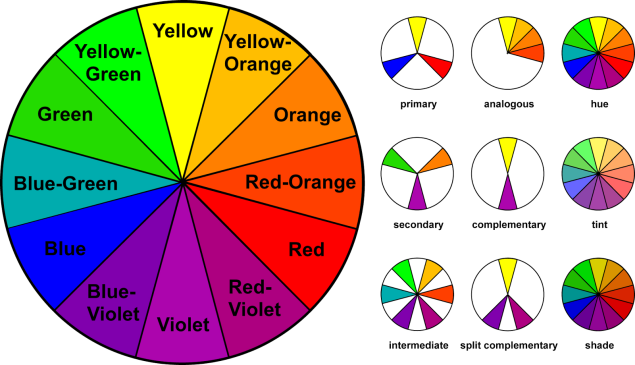 Yellow
Yellow-
Orange
Orange
Red-Orange
Red
Red-
Violet
Violet
Blue-
Violet
Blue
Blue-Green
Green
Yellow-
Green
primary
analogous
hue
secondary
complementary
tint
intermediate
split complementary
shade